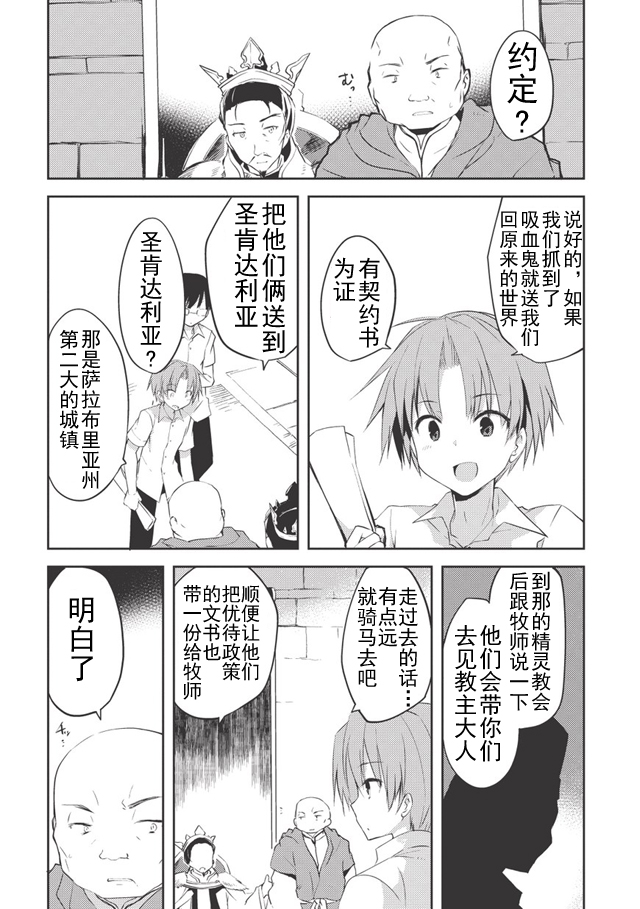 约定？
むっ
说好的，如果
我们抓到了
吸血鬼就送我们
回原来的世界
有契约书
为证
把他们俩送到
圣肯达利亚
圣肯达利亚？
那是萨拉布里亚州
第二大的城镇
到那的精灵教会
后跟牧师说一下
他们会带你们
去见教主大人
走过去的话…
有点远
就骑马去吧
顺便让他们
把优待政策
的文书也
带一份给牧师
明白了